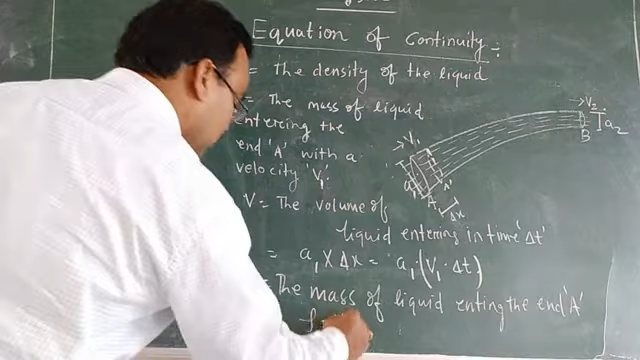 Equation of Continuity :
= The density of the liquid
= The mass of liquid
entering the
end 'A' with a
velocity 'V₁'
V = The volume of
liquid entering in time 'Δt'
= a₁ X Δx = a₁·(V₁·Δt)
= The mass of liquid enting the end 'A'
V₁
a₁
A
A'
Δx
V₂
a₂
B